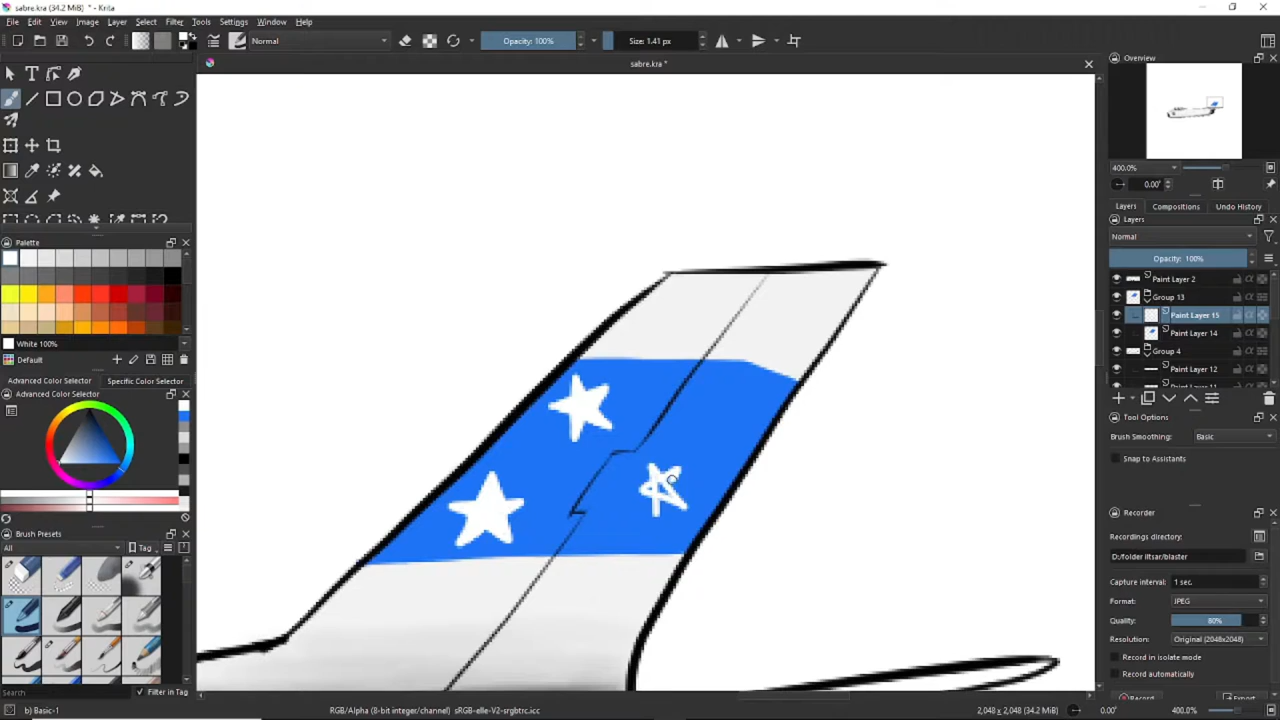 sabre.kra (34.2 MiB) * - Krita
File Edit View Image Layer Select Filter Tools Settings Window Help
Normal Opacity: 100% Size: 1.41 px
sabre.kra *
Overview
400.0%
0.00°
Layers Compositions Undo History
Layers
Normal
Opacity: 100%
Paint Layer 2
Group 13
Paint Layer 15
Paint Layer 14
Group 4
Paint Layer 12
Tool Options
Brush Smoothing: Basic
Snap to Assistants
Recorder
Recordings directory:
D:/folder litsar/blaster
Capture interval: 1 sec.
Format: JPEG
Quality: 80%
Resolution: Original (2048x2048)
Record in isolate mode
Record automatically
Record Export
Palette
White 100%
Default
Advanced Color Selector Specific Color Selector
Advanced Color Selector
Brush Presets
All Tag
Search Filter in Tag
b) Basic-1 RGB/Alpha (8-bit integer/channel) sRGB-elle-V2-srgbtrc.icc 2,048 x 2,048 (34.2 MiB) 0.00° 400.0%